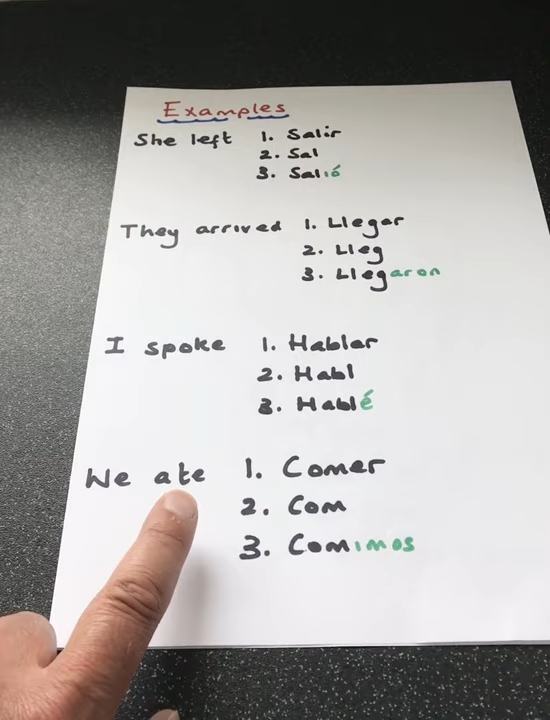 Examples
She left 1. Salir
2. Sal
3. Salió
They arrived 1. Llegar
2. Lleg
3. Llegaron
I spoke 1. Hablar
2. Habl
3. Hablé
We ate 1. Comer
2. Com
3. Comimos